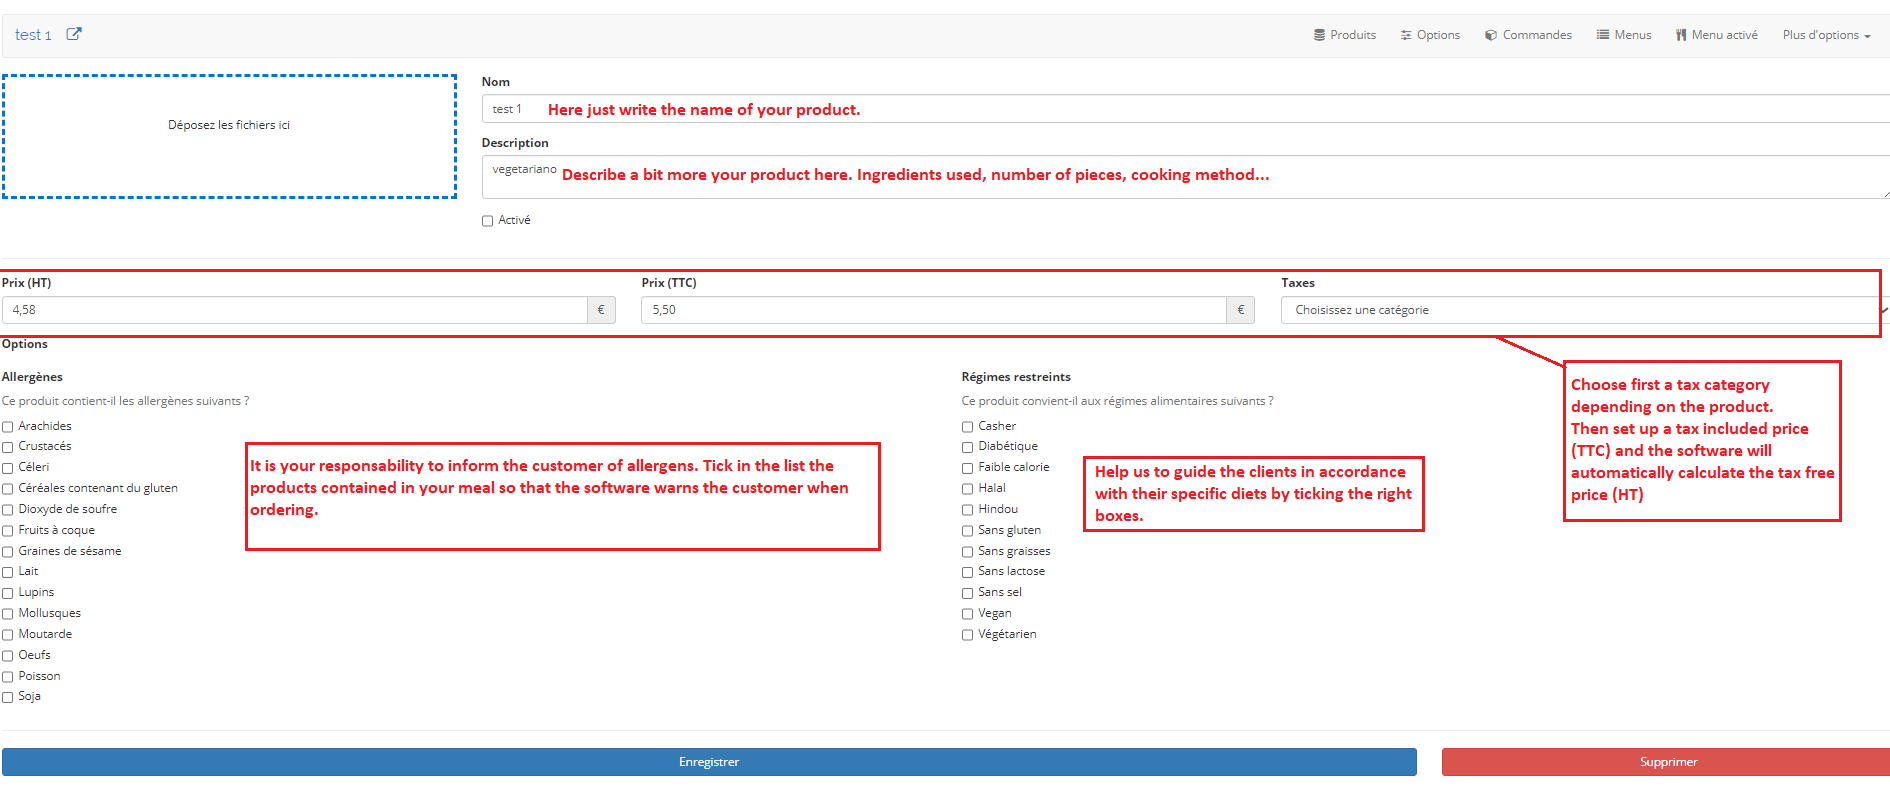 test 1
Produits
Options
Commandes
Menus
Menu activé
Plus d'options
Déposez les fichiers ici
Nom
test 1
Here just write the name of your product.
Description
vegetariano
Describe a bit more your product here. Ingredients used, number of pieces, cooking method...
Activé
Prix (HT)
4,58
€
Prix (TTC)
5,50
€
Taxes
Choisissez une catégorie
Choose first a tax category
depending on the product.
Then set up a tax included price
(TTC) and the software will
automatically calculate the tax free
price (HT)
Options
Allergènes
Ce produit contient-il les allergènes suivants ?
Arachides
Crustacés
Céleri
Céréales contenant du gluten
Dioxyde de soufre
Fruits à coque
Graines de sésame
Lait
Lupins
Mollusques
Moutarde
Oeufs
Poisson
Soja
It is your responsability to inform the customer of allergens. Tick in the list the
products contained in your meal so that the software warns the customer when
ordering.
Régimes restreints
Ce produit convient-il aux régimes alimentaires suivants ?
Casher
Diabétique
Faible calorie
Halal
Hindou
Sans gluten
Sans graisses
Sans lactose
Sans sel
Vegan
Végétarien
Help us to guide the clients in accordance
with their specific diets by ticking the right
boxes.
Enregistrer
Supprimer